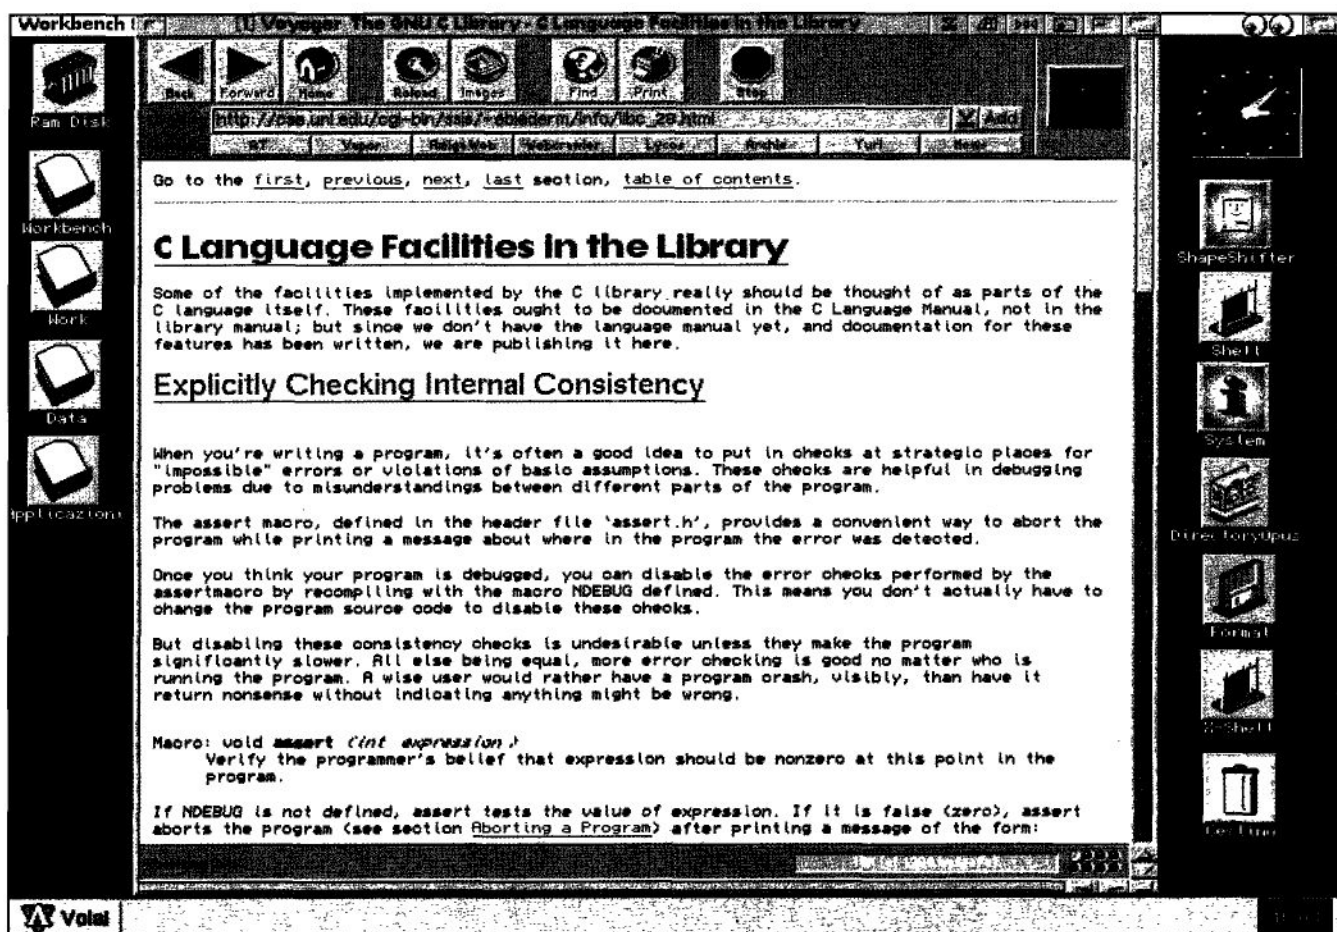 Workbench
[1] Voyager The GNU C Library - C Language Facilities in the Library
Ram Disk
Workbench
Work
Data
Applicazioni
Back Forward Home Reload Images Find Print Stop
Add
AT Vapor AmigaWeb Webcrawler Lycos Archie Yurl News
Go to the first, previous, next, last section, table of contents.
C Language Facilities in the Library
Some of the facilities implemented by the C library really should be thought of as parts of the
C language itself. These facilities ought to be documented in the C Language Manual, not in the
library manual; but since we don't have the language manual yet, and documentation for these
features has been written, we are publishing it here.
Explicitly Checking Internal Consistency
When you're writing a program, it's often a good idea to put in checks at strategic places for
"impossible" errors or violations of basic assumptions. These checks are helpful in debugging
problems due to misunderstandings between different parts of the program.
The assert macro, defined in the header file 'assert.h', provides a convenient way to abort the
program while printing a message about where in the program the error was detected.
Once you think your program is debugged, you can disable the error checks performed by the
assertmacro by recompiling with the macro NDEBUG defined. This means you don't actually have to
change the program source code to disable these checks.
But disabling these consistency checks is undesirable unless they make the program
significantly slower. All else being equal, more error checking is good no matter who is
running the program. A wise user would rather have a program crash, visibly, than have it
return nonsense without indicating anything might be wrong.
Macro: void assert (int expression)
Verify the programmer's belief that expression should be nonzero at this point in the
program.
If NDEBUG is not defined, assert tests the value of expression. If it is false (zero), assert
aborts the program (see section Aborting a Program) after printing a message of the form:
ShapeShifter
Shell
System
DirectoryOpus
Format
Cestino
Volai